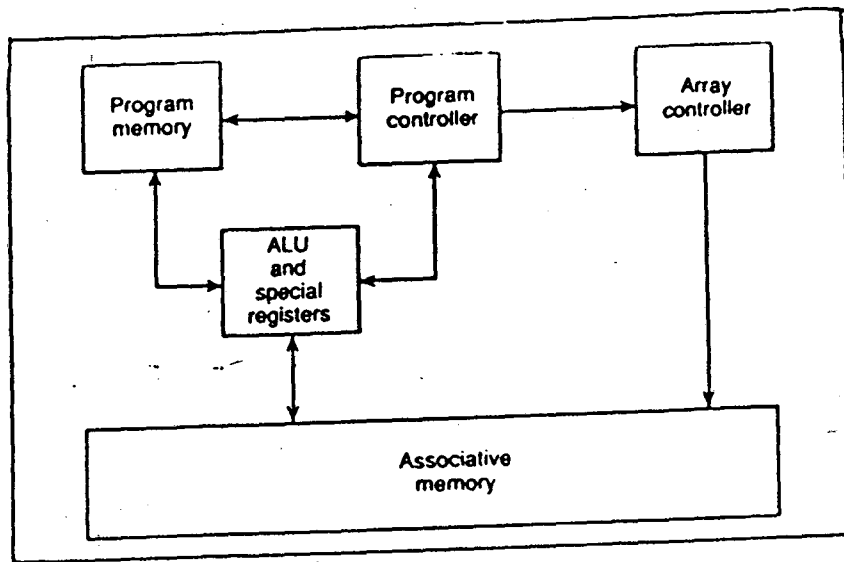 Program
memory
Program
controller
Array
controller
ALU
and
special
registers
Associative
memory